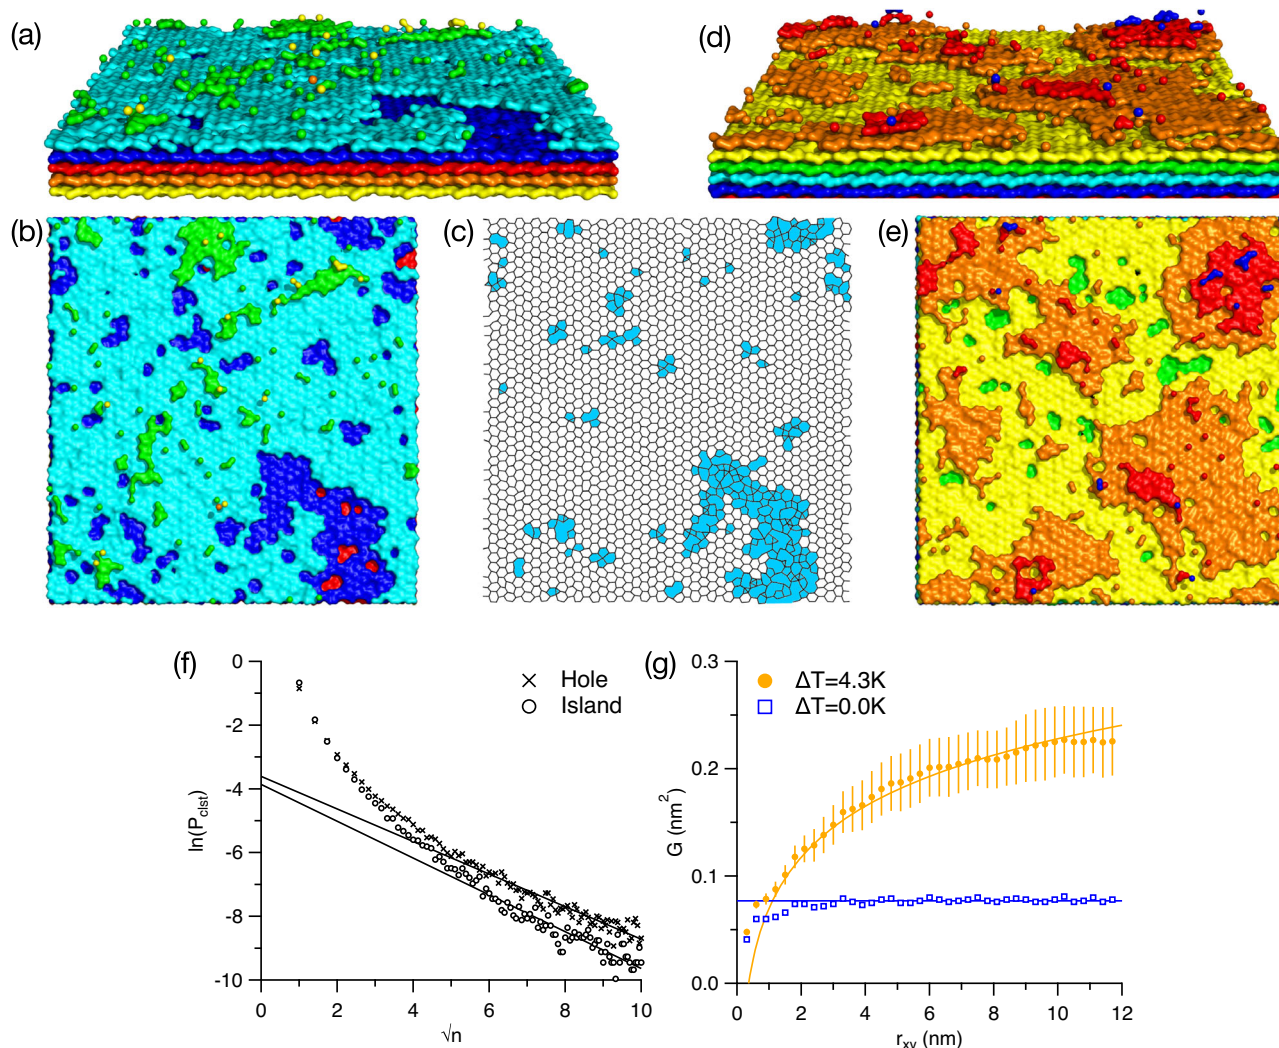 (a)
(d)
(b)
(c)
(e)
(f)
0
-2
-4
-6
-8
-10
ln(P_clst)
0 2 4 6 8 10
√n
Hole
Island
(g)
0.3
0.2
0.1
0.0
G (nm²)
0 2 4 6 8 10 12
r_xy (nm)
ΔT=4.3K
ΔT=0.0K